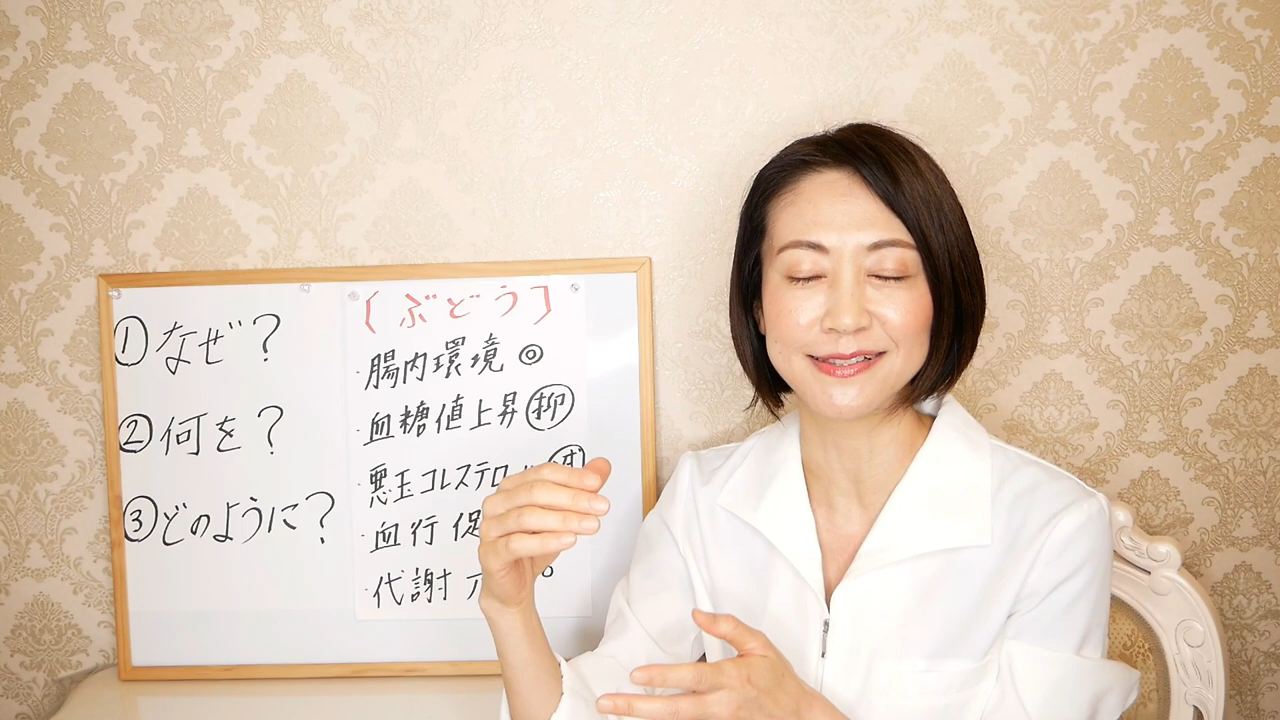 ①なぜ?
②何を?
③どのように?
[ぶどう]
・腸内環境 ◎
・血糖値上昇 抑
・悪玉コレステロ
・血行 促
・代謝